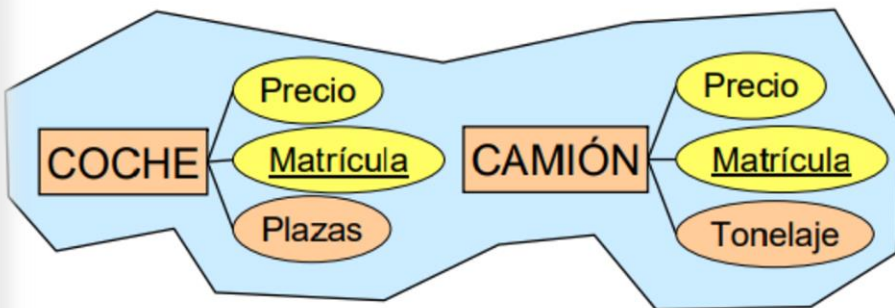 COCHE
Precio
Matrícula
Plazas
CAMIÓN
Precio
Matrícula
Tonelaje